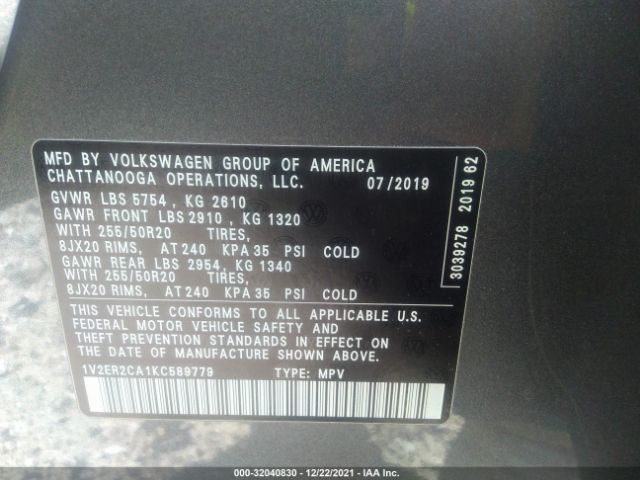 MFD BY VOLKSWAGEN GROUP OF AMERICA
CHATTANOOGA OPERATIONS, LLC. 07/2019
GVWR LBS 5754 , KG 2610
GAWR FRONT LBS 2910 , KG 1320
WITH 255/50R20 TIRES,
8JX20 RIMS, AT 240 KPA 35 PSI COLD
GAWR REAR LBS 2954, KG 1340
WITH 255/50R20 TIRES,
8JX20 RIMS, AT 240 KPA 35 PSI COLD
THIS VEHICLE CONFORMS TO ALL APPLICABLE U.S.
FEDERAL MOTOR VEHICLE SAFETY AND
THEFT PREVENTION STANDARDS IN EFFECT ON THE
DATE OF MANUFACTURE SHOWN ABOVE.
1V2ER2CA1KC589779 TYPE: MPV
3039278 2019 62
000-32040830 - 12/22/2021 - IAA Inc.